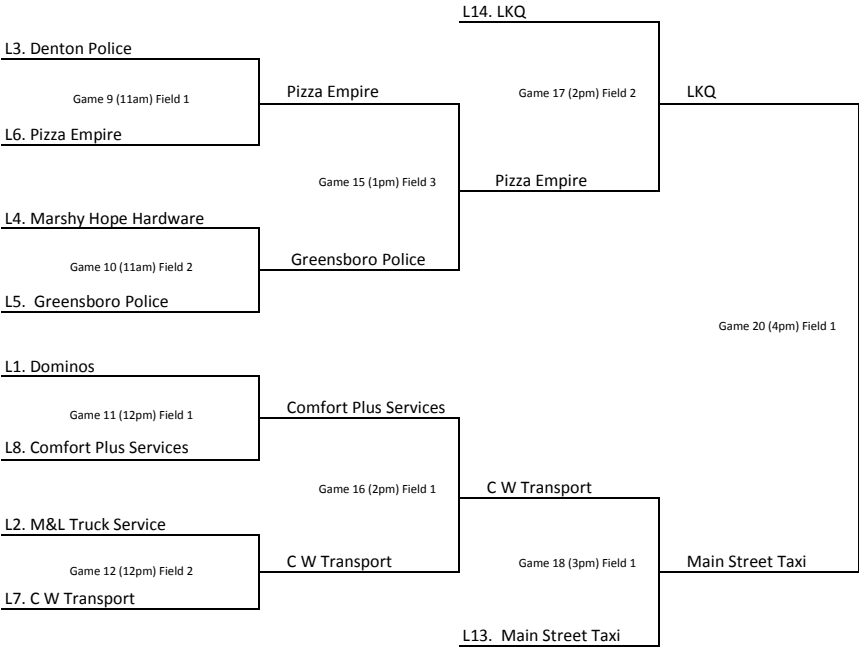 L14. LKQ
L3. Denton Police
Game 9 (11am) Field 1
Pizza Empire
Game 17 (2pm) Field 2
LKQ
L6. Pizza Empire
Game 15 (1pm) Field 3
Pizza Empire
L4. Marshy Hope Hardware
Game 10 (11am) Field 2
Greensboro Police
L5.  Greensboro Police
Game 20 (4pm) Field 1
L1. Dominos
Game 11 (12pm) Field 1
Comfort Plus Services
L8. Comfort Plus Services
Game 16 (2pm) Field 1
C W Transport
L2. M&L Truck Service
Game 12 (12pm) Field 2
C W Transport
Game 18 (3pm) Field 1
Main Street Taxi
L7. C W Transport
L13.  Main Street Taxi